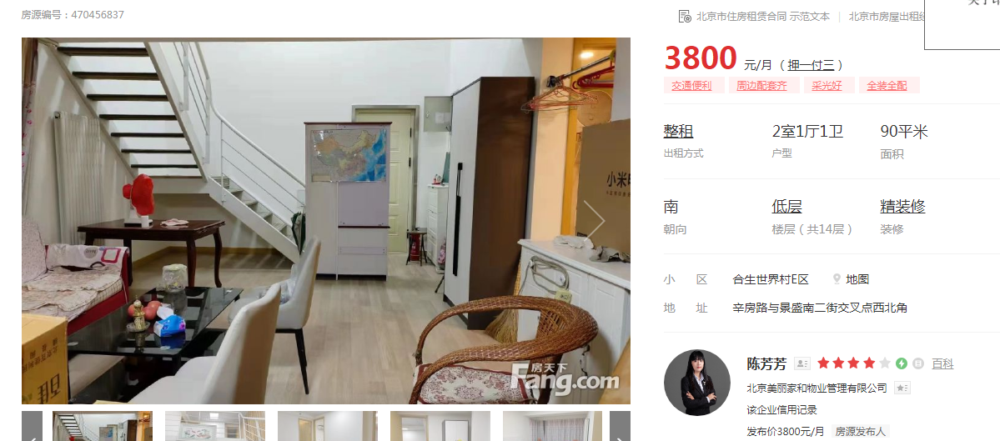 房源编号：470456837
北京市住房租赁合同 示范文本 | 北京市房屋出租
3800 元/月 （押一付三）
交通便利 周边配套齐 采光好 全装全配
整租 2室1厅1卫 90平米
出租方式 户型 面积
南 低层 精装修
朝向 楼层（共14层） 装修
小米
小 区 合生世界村E区 地图
地 址 辛房路与景盛南二街交叉点西北角
房天下
Fang.com
陈芳芳 百科
北京美丽家和物业管理有限公司
该企业信用记录
发布价3800元/月 房源发布人